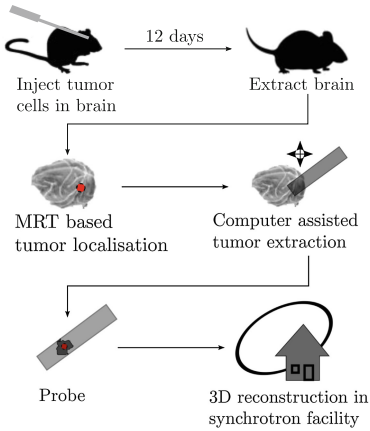 12 days
Inject tumor
cells in brain
Extract brain
MRT based
tumor localisation
Computer assisted
tumor extraction
Probe
3D reconstruction in
synchrotron facility